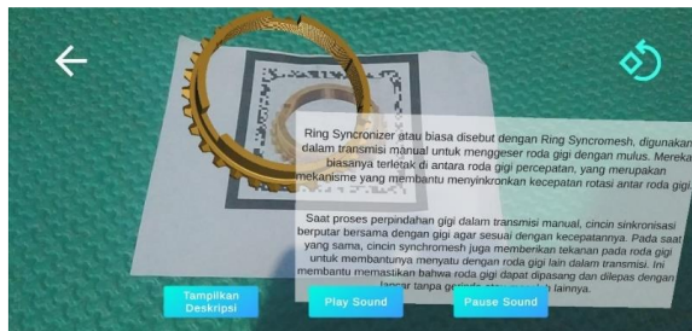 Ring Syncronizer atau biasa disebut dengan Ring Syncromesh, digunakan
dalam transmisi manual untuk menggeser roda gigi dengan mulus. Mereka
biasanya terletak di antara roda gigi percepatan, yang merupakan
mekanisme yang membantu menyinkronkan kecepatan rotasi antar roda gigi.
Saat proses perpindahan gigi dalam transmisi manual, cincin sinkronisasi
berputar bersama dengan gigi agar sesuai dengan kecepatannya. Pada saat
yang sama, cincin synchromesh juga memberikan tekanan pada roda gigi
untuk membantunya menyatu dengan roda gigi lain dalam transmisi. Ini
membantu memastikan bahwa roda gigi dapat dipasang dan dilepas dengan
lancar tanpa lainnya.
Tampilkan
Deskripsi
Play Sound
Pause Sound